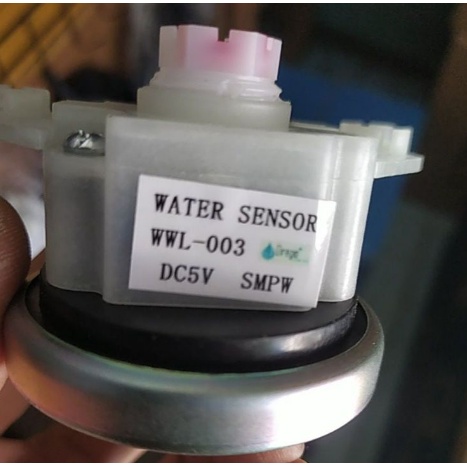 WATER SENSOR
WWL-003
DC5V SMPW